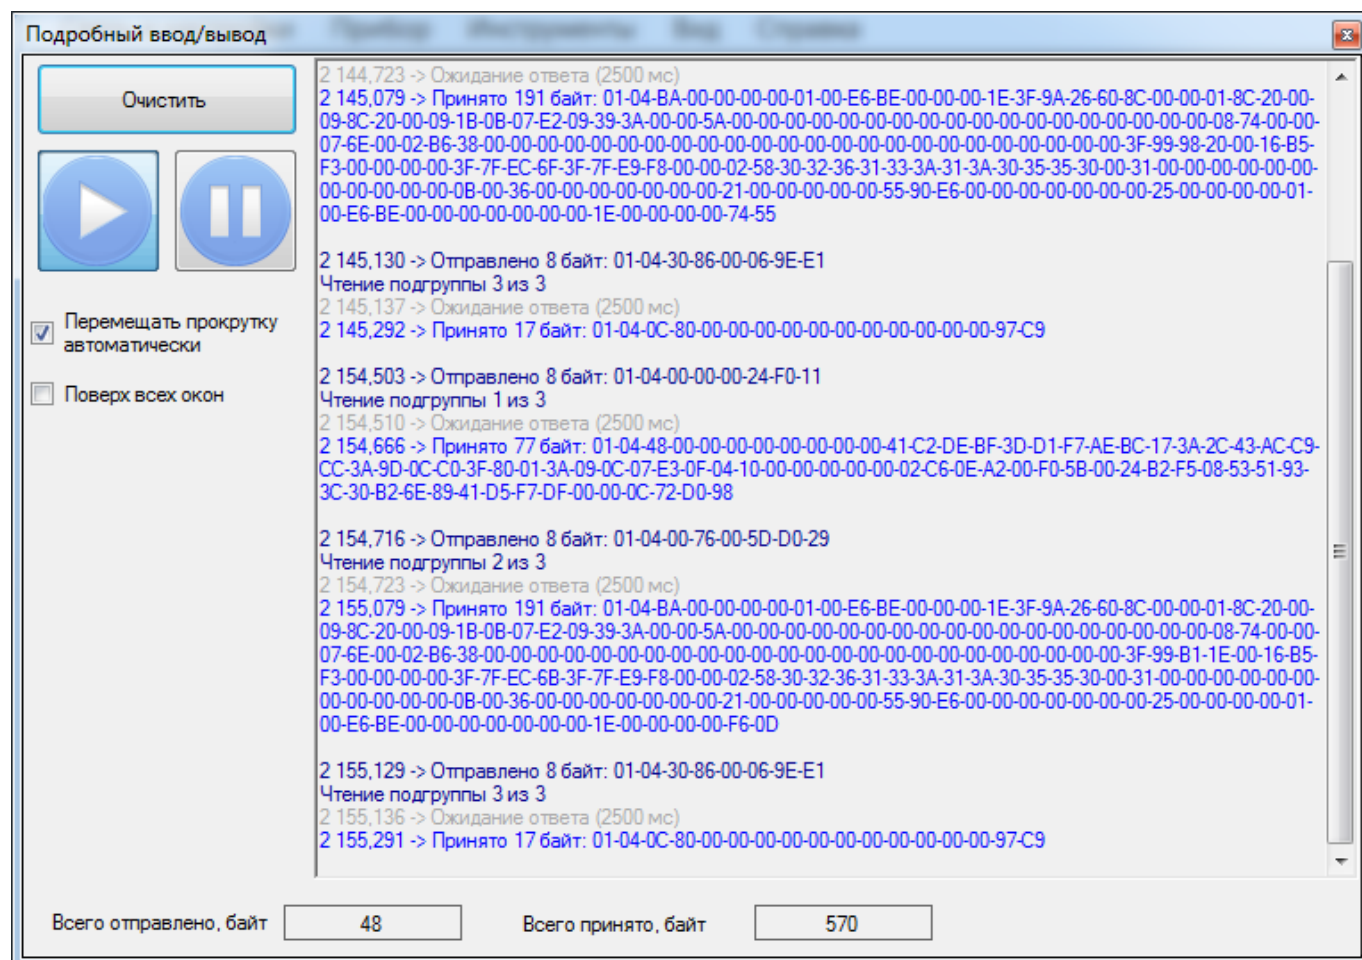 Прибор Инструменты Вид Справка
Подробный ввод/вывод
Очистить
Перемещать прокрутку
автоматически
Поверх всех окон
2 144,723 -> Ожидание ответа (2500 мс)
2 145,079 -> Принято 191 байт: 01-04-BA-00-00-00-00-01-00-E6-BE-00-00-00-1E-3F-9A-26-60-8C-00-00-01-8C-20-00-
09-8C-20-00-09-1B-0B-07-E2-09-39-3A-00-00-5A-00-00-00-00-00-00-00-00-00-00-00-00-00-00-00-00-00-08-74-00-00-
07-6E-00-02-B6-38-00-00-00-00-00-00-00-00-00-00-00-00-00-00-00-00-00-00-00-00-00-00-00-00-3F-99-98-20-00-16-B5-
F3-00-00-00-00-3F-7F-EC-6F-3F-7F-E9-F8-00-00-02-58-30-32-36-31-33-3A-31-3A-30-35-35-30-00-31-00-00-00-00-00-00-
00-00-00-00-00-0B-00-36-00-00-00-00-00-00-00-21-00-00-00-00-00-55-90-E6-00-00-00-00-00-00-00-25-00-00-00-00-01-
00-E6-BE-00-00-00-00-00-00-00-1E-00-00-00-00-74-55
2 145,130 -> Отправлено 8 байт: 01-04-30-86-00-06-9E-E1
Чтение подгруппы 3 из 3
2 145,137 -> Ожидание ответа (2500 мс)
2 145,292 -> Принято 17 байт: 01-04-0C-80-00-00-00-00-00-00-00-00-00-00-00-97-C9
2 154,503 -> Отправлено 8 байт: 01-04-00-00-00-24-F0-11
Чтение подгруппы 1 из 3
2 154,510 -> Ожидание ответа (2500 мс)
2 154,666 -> Принято 77 байт: 01-04-48-00-00-00-00-00-00-00-00-41-C2-DE-BF-3D-D1-F7-AE-BC-17-3A-2C-43-AC-C9-
CC-3A-9D-0C-C0-3F-80-01-3A-09-0C-07-E3-0F-04-10-00-00-00-00-00-02-C6-0E-A2-00-F0-5B-00-24-B2-F5-08-53-51-93-
3C-30-B2-6E-89-41-D5-F7-DF-00-00-0C-72-D0-98
2 154,716 -> Отправлено 8 байт: 01-04-00-76-00-5D-D0-29
Чтение подгруппы 2 из 3
2 154,723 -> Ожидание ответа (2500 мс)
2 155,079 -> Принято 191 байт: 01-04-BA-00-00-00-00-01-00-E6-BE-00-00-00-1E-3F-9A-26-60-8C-00-00-01-8C-20-00-
09-8C-20-00-09-1B-0B-07-E2-09-39-3A-00-00-5A-00-00-00-00-00-00-00-00-00-00-00-00-00-00-00-00-00-08-74-00-00-
07-6E-00-02-B6-38-00-00-00-00-00-00-00-00-00-00-00-00-00-00-00-00-00-00-00-00-00-00-00-00-3F-99-B1-1E-00-16-B5-
F3-00-00-00-00-3F-7F-EC-6B-3F-7F-E9-F8-00-00-02-58-30-32-36-31-33-3A-31-3A-30-35-35-30-00-31-00-00-00-00-00-00-
00-00-00-00-00-0B-00-36-00-00-00-00-00-00-00-21-00-00-00-00-00-55-90-E6-00-00-00-00-00-00-00-25-00-00-00-00-01-
00-E6-BE-00-00-00-00-00-00-00-1E-00-00-00-00-F6-0D
2 155,129 -> Отправлено 8 байт: 01-04-30-86-00-06-9E-E1
Чтение подгруппы 3 из 3
2 155,136 -> Ожидание ответа (2500 мс)
2 155,291 -> Принято 17 байт: 01-04-0C-80-00-00-00-00-00-00-00-00-00-00-00-97-C9
Всего отправлено, байт 48 Всего принято, байт 570